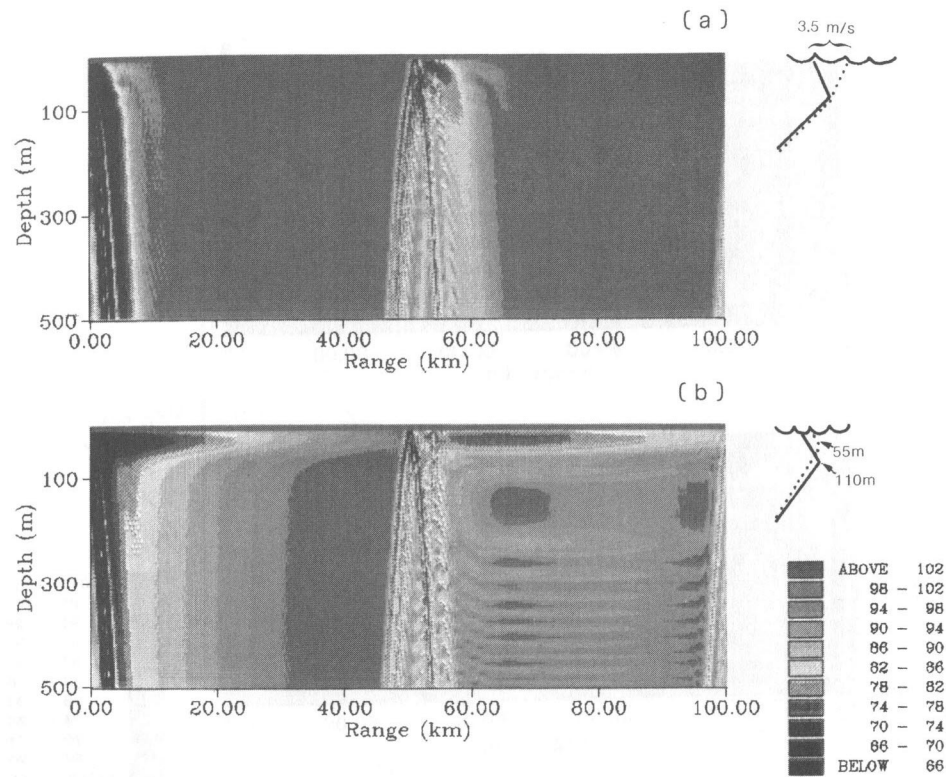 (a)
3.5 m/s
100
300
500
Depth (m)
0.00 20.00 40.00 60.00 80.00 100.00
Range (km)
(b)
55m
110m
100
300
500
Depth (m)
0.00 20.00 40.00 60.00 80.00 100.00
Range (km)
ABOVE 102
98 - 102
94 - 98
90 - 94
86 - 90
82 - 86
78 - 82
74 - 78
70 - 74
66 - 70
BELOW 66